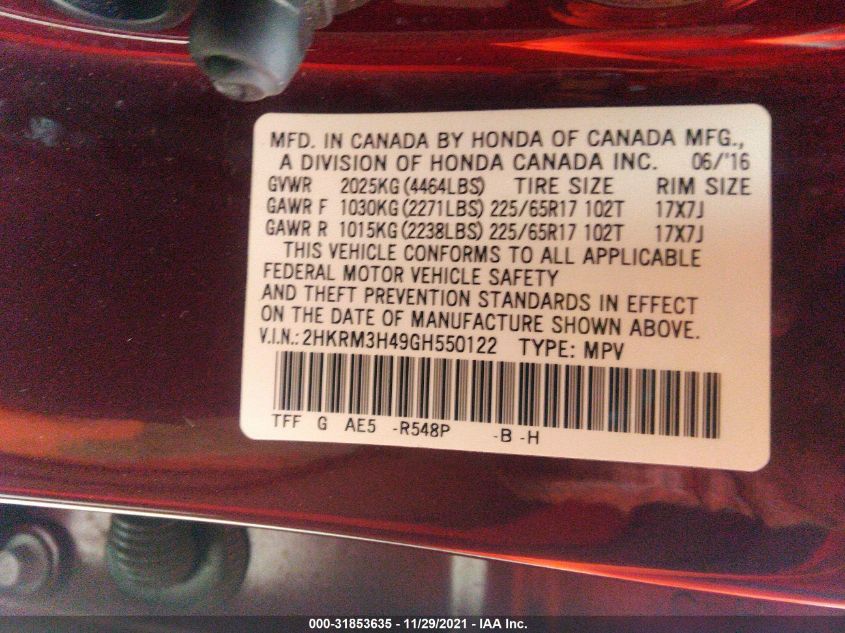 MFD. IN CANADA BY HONDA OF CANADA MFG.,
A DIVISION OF HONDA CANADA INC. 06/'16
GVWR 2025KG (4464LBS) TIRE SIZE RIM SIZE
GAWR F 1030KG (2271LBS) 225/65R17 102T 17X7J
GAWR R 1015KG (2238LBS) 225/65R17 102T 17X7J
THIS VEHICLE CONFORMS TO ALL APPLICABLE
FEDERAL MOTOR VEHICLE SAFETY
AND THEFT PREVENTION STANDARDS IN EFFECT
ON THE DATE OF MANUFACTURE SHOWN ABOVE.
V.I.N.: 2HKRM3H49GH550122 TYPE: MPV
TFF G AE5 -R548P -B -H
000-31853635 - 11/29/2021 - IAA Inc.